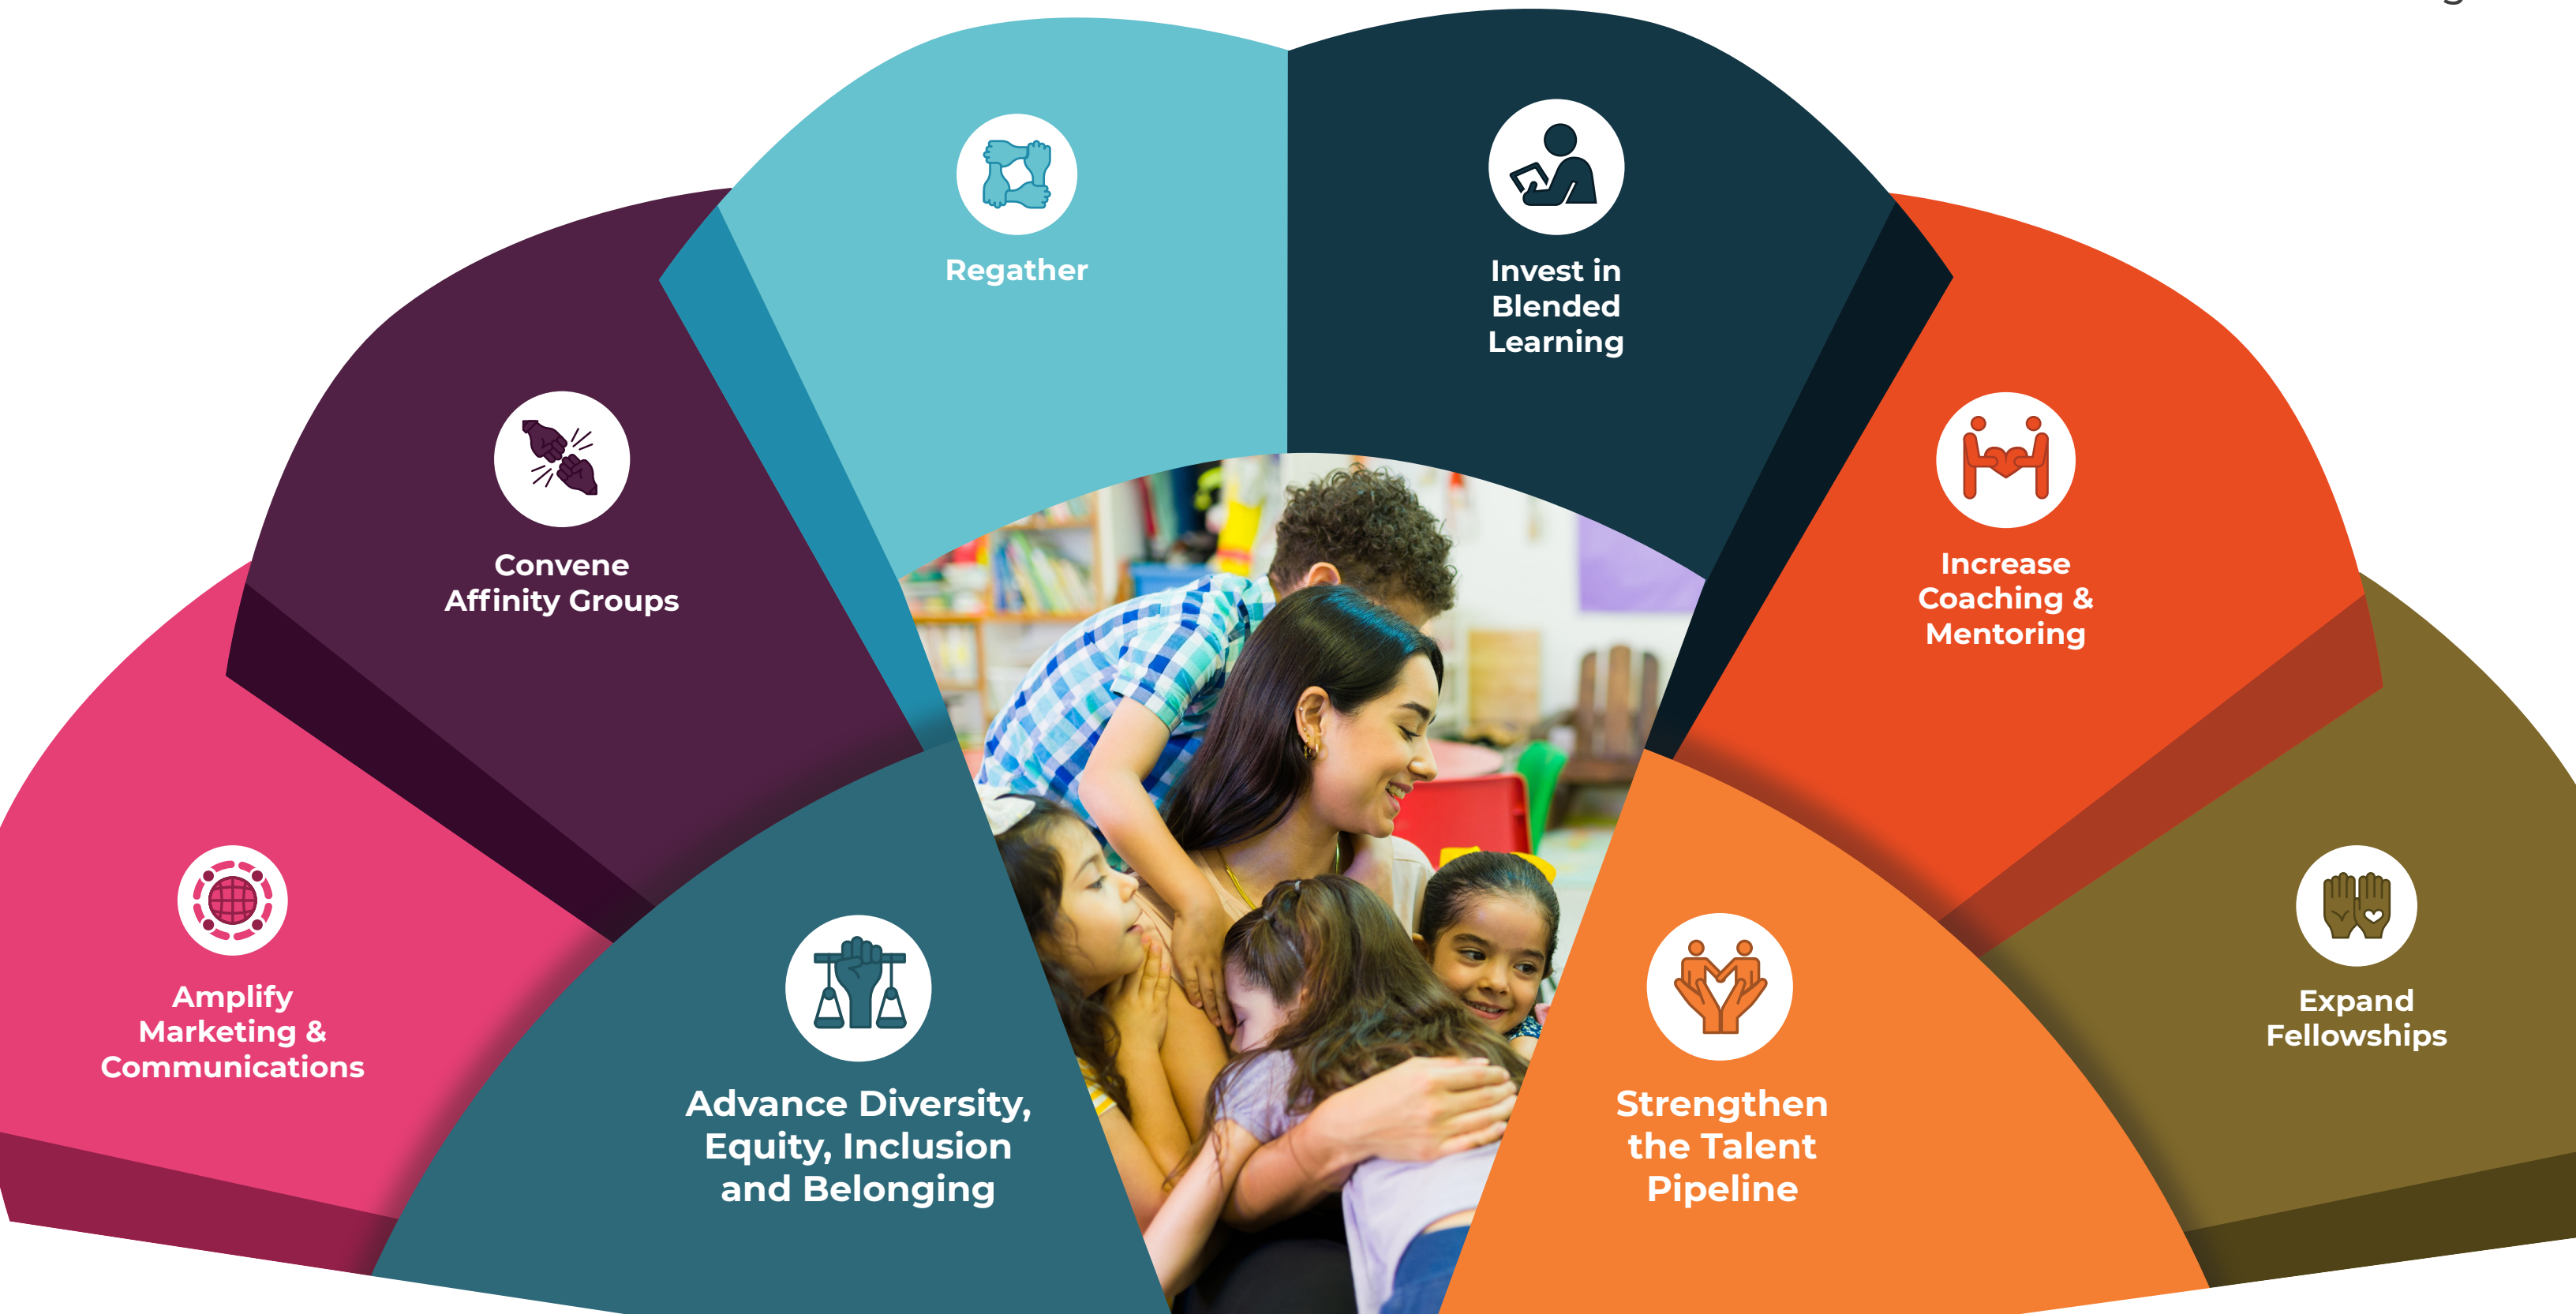 Regather
Invest in
Blended
Learning
Convene
Affinity Groups
Increase
Coaching &
Mentoring
Amplify
Marketing &
Communications
Advance Diversity,
Equity, Inclusion
and Belonging
Strengthen
the Talent
Pipeline
Expand
Fellowships